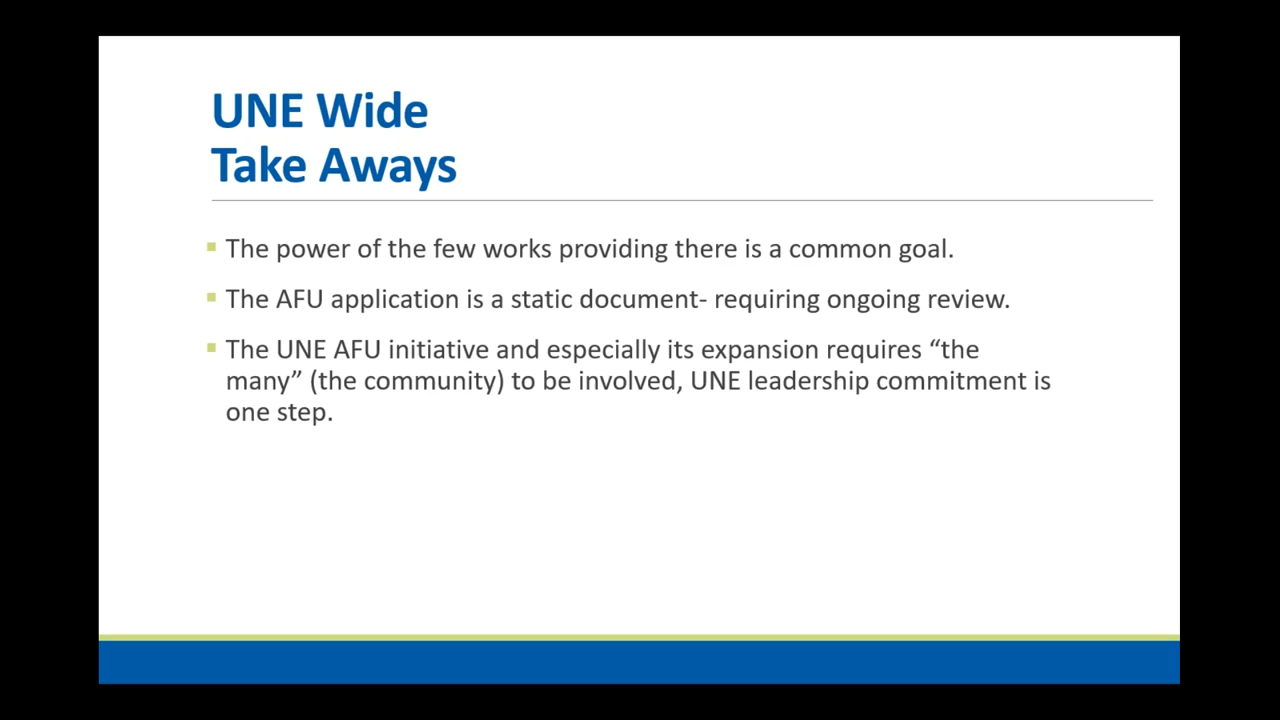 UNE Wide
Take Aways
The power of the few works providing there is a common goal.
The AFU application is a static document- requiring ongoing review.
The UNE AFU initiative and especially its expansion requires “the
many” (the community) to be involved, UNE leadership commitment is
one step.